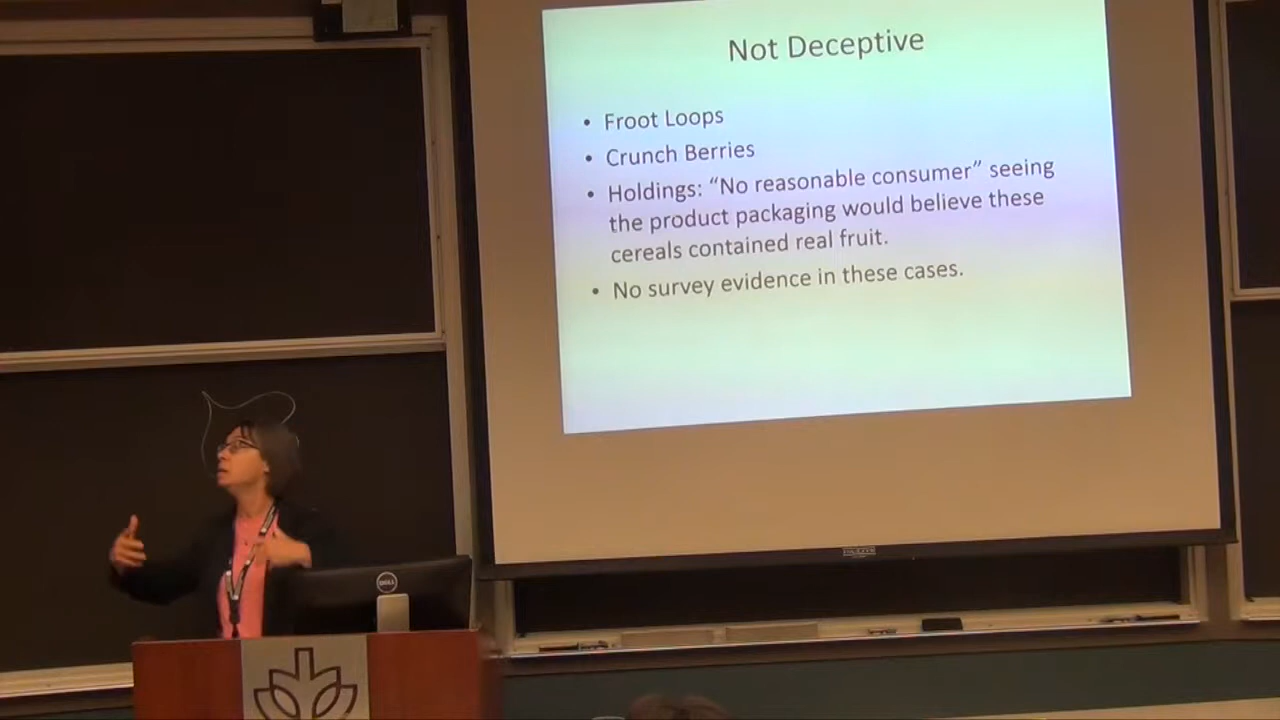 Not Deceptive
• Froot Loops
• Crunch Berries
• Holdings: “No reasonable consumer” seeing
the product packaging would believe these
cereals contained real fruit.
• No survey evidence in these cases.
DELL